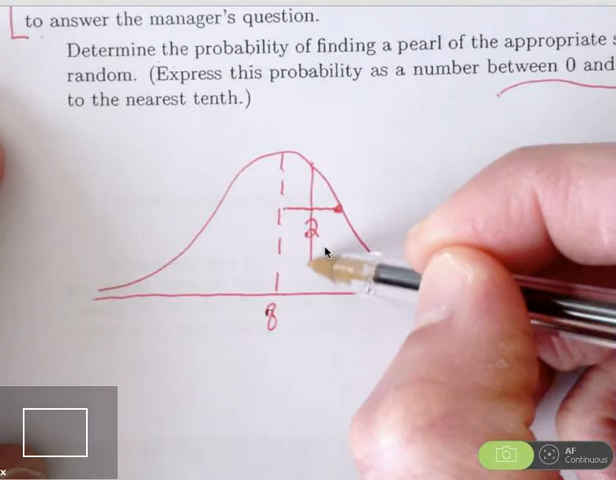 to answer the manager's question.
Determine the probability of finding a pearl of the appropriate
random. (Express this probability as a number between 0 and
to the nearest tenth.)
2
8
AF
Continuous
x